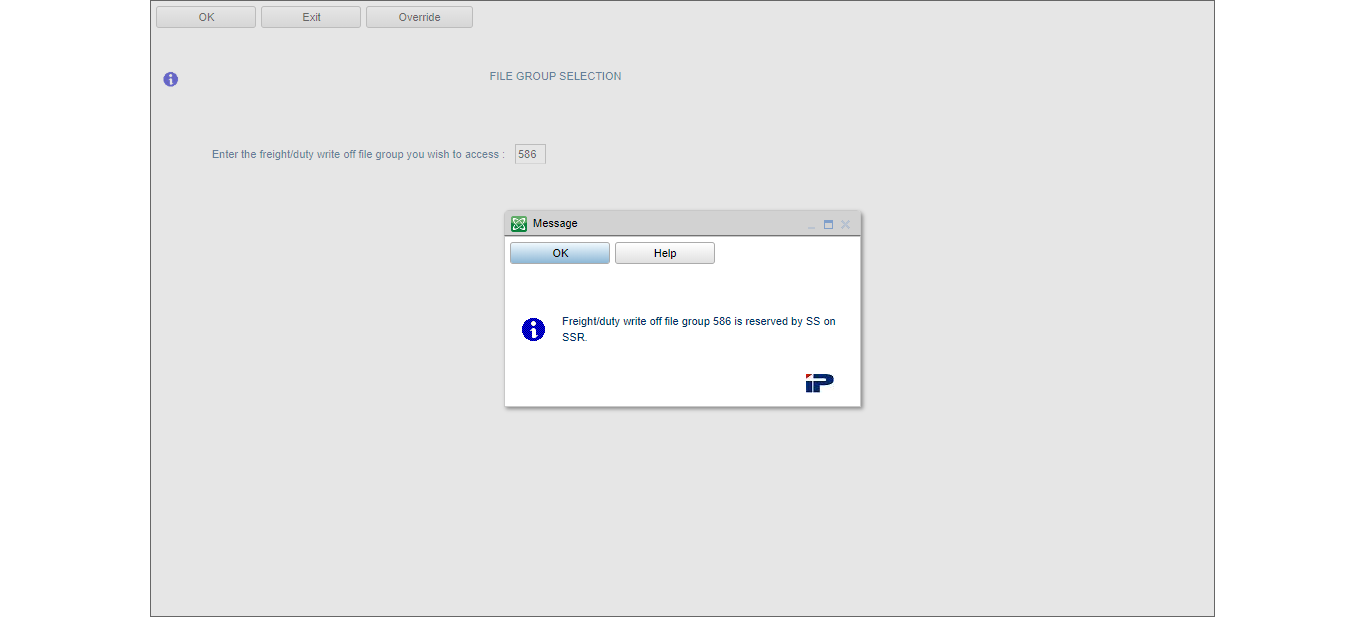 OK Exit Override
FILE GROUP SELECTION
Enter the freight/duty write off file group you wish to access : 586
Message
OK Help
Freight/duty write off file group 586 is reserved by SS on
SSR.
iP